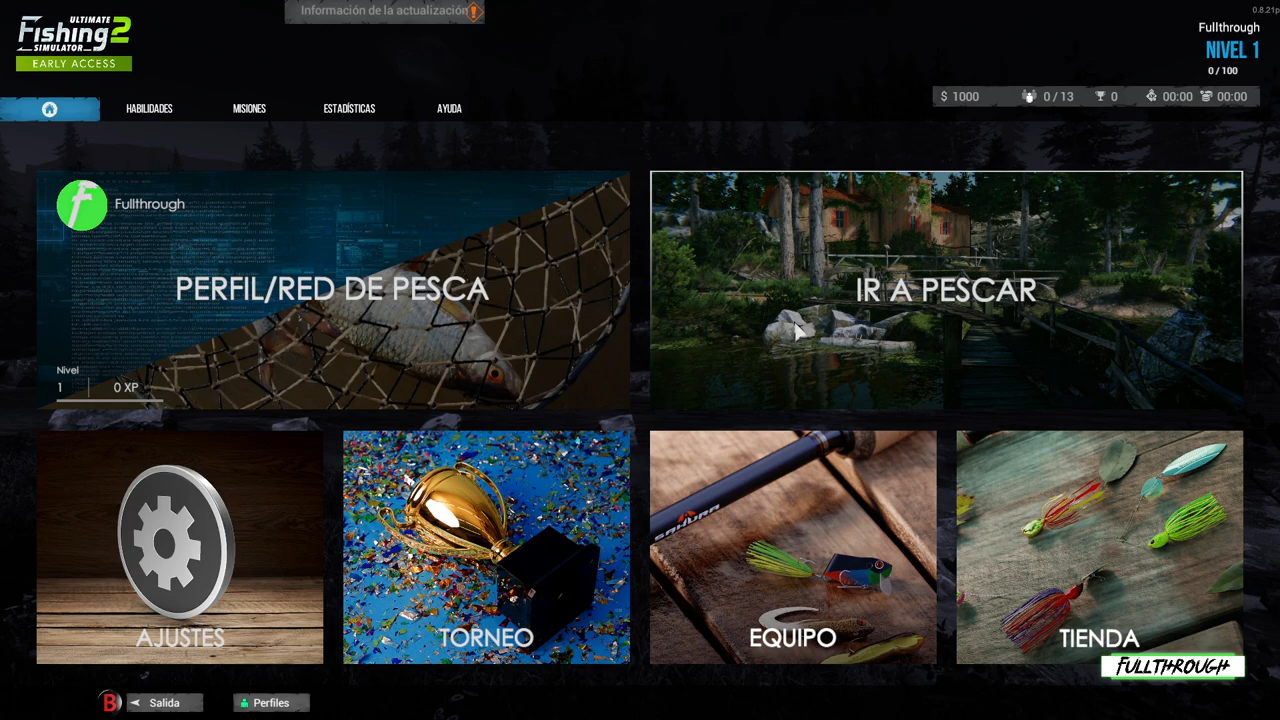 Información de la actualización
0.8.21p
ULTIMATE
Fishing 2
SIMULATOR
EARLY ACCESS
Fullthrough
NIVEL 1
0 / 100
HABILIDADES
MISIONES
ESTADÍSTICAS
AYUDA
$ 1000
0 / 13
0
00:00
00:00
Fullthrough
PERFIL/RED DE PESCA
Nivel
1
0 XP
IR A PESCAR
AJUSTES
TORNEO
SAKURA
EQUIPO
TIENDA
FULLTHROUGH
B
Salida
Perfiles